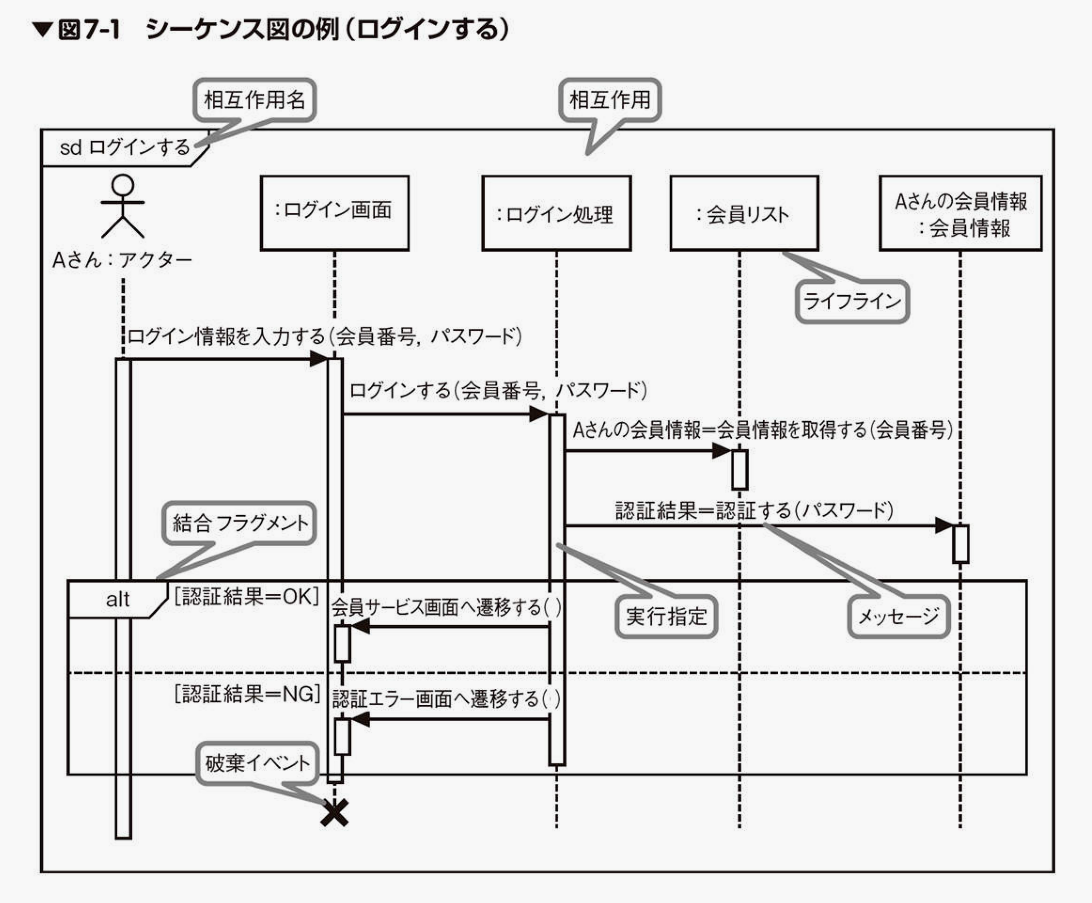 ▼図7-1 シーケンス図の例（ログインする）
相互作用名
相互作用
sd ログインする
Aさん：アクター
：ログイン画面
：ログイン処理
：会員リスト
Aさんの会員情報
：会員情報
ライフライン
ログイン情報を入力する（会員番号，パスワード）
ログインする（会員番号，パスワード）
Aさんの会員情報＝会員情報を取得する（会員番号）
認証結果＝認証する（パスワード）
結合フラグメント
alt
[認証結果＝OK]
会員サービス画面へ遷移する（ ）
実行指定
メッセージ
[認証結果＝NG]
認証エラー画面へ遷移する（ ）
破棄イベント